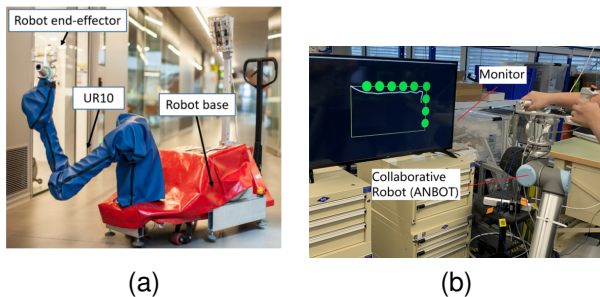 Robot end-effector
UR10
Robot base
Monitor
Collaborative
Robot (ANBOT)
(a)
(b)